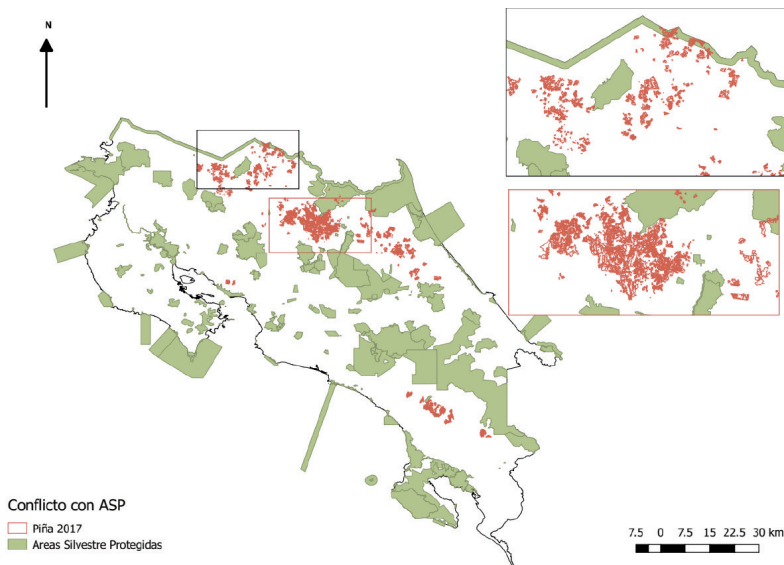 N
Conflicto con ASP
Piña 2017
Areas Silvestre Protegidas
7.5 0 7.5 15 22.5 30 km